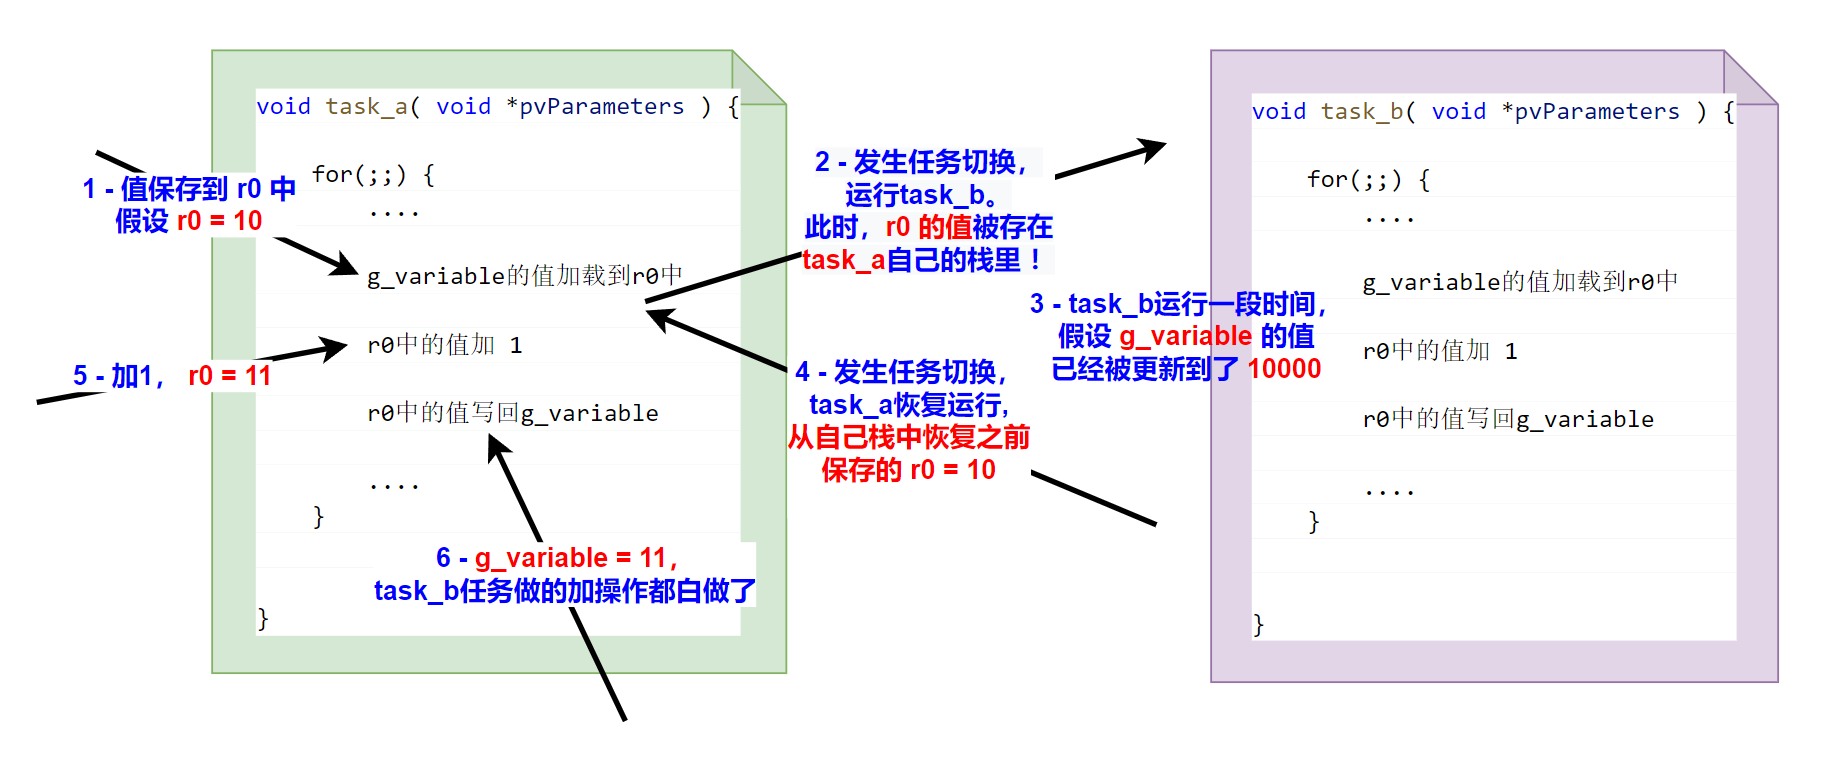 void task_a( void *pvParameters ) {
for(;;) {
....
g_variable的值加载到r0中
r0中的值加 1
r0中的值写回g_variable
....
}
}
1 - 值保存到 r0 中
假设 r0 = 10
5 - 加1， r0 = 11
6 - g_variable = 11，
task_b任务做的加操作都白做了
2 - 发生任务切换，
运行task_b。
此时，r0 的值被存在
task_a自己的栈里！
3 - task_b运行一段时间，
假设 g_variable 的值
已经被更新到了 10000
4 - 发生任务切换，
task_a恢复运行,
从自己栈中恢复之前
保存的 r0 = 10
void task_b( void *pvParameters ) {
for(;;) {
....
g_variable的值加载到r0中
r0中的值加 1
r0中的值写回g_variable
....
}
}